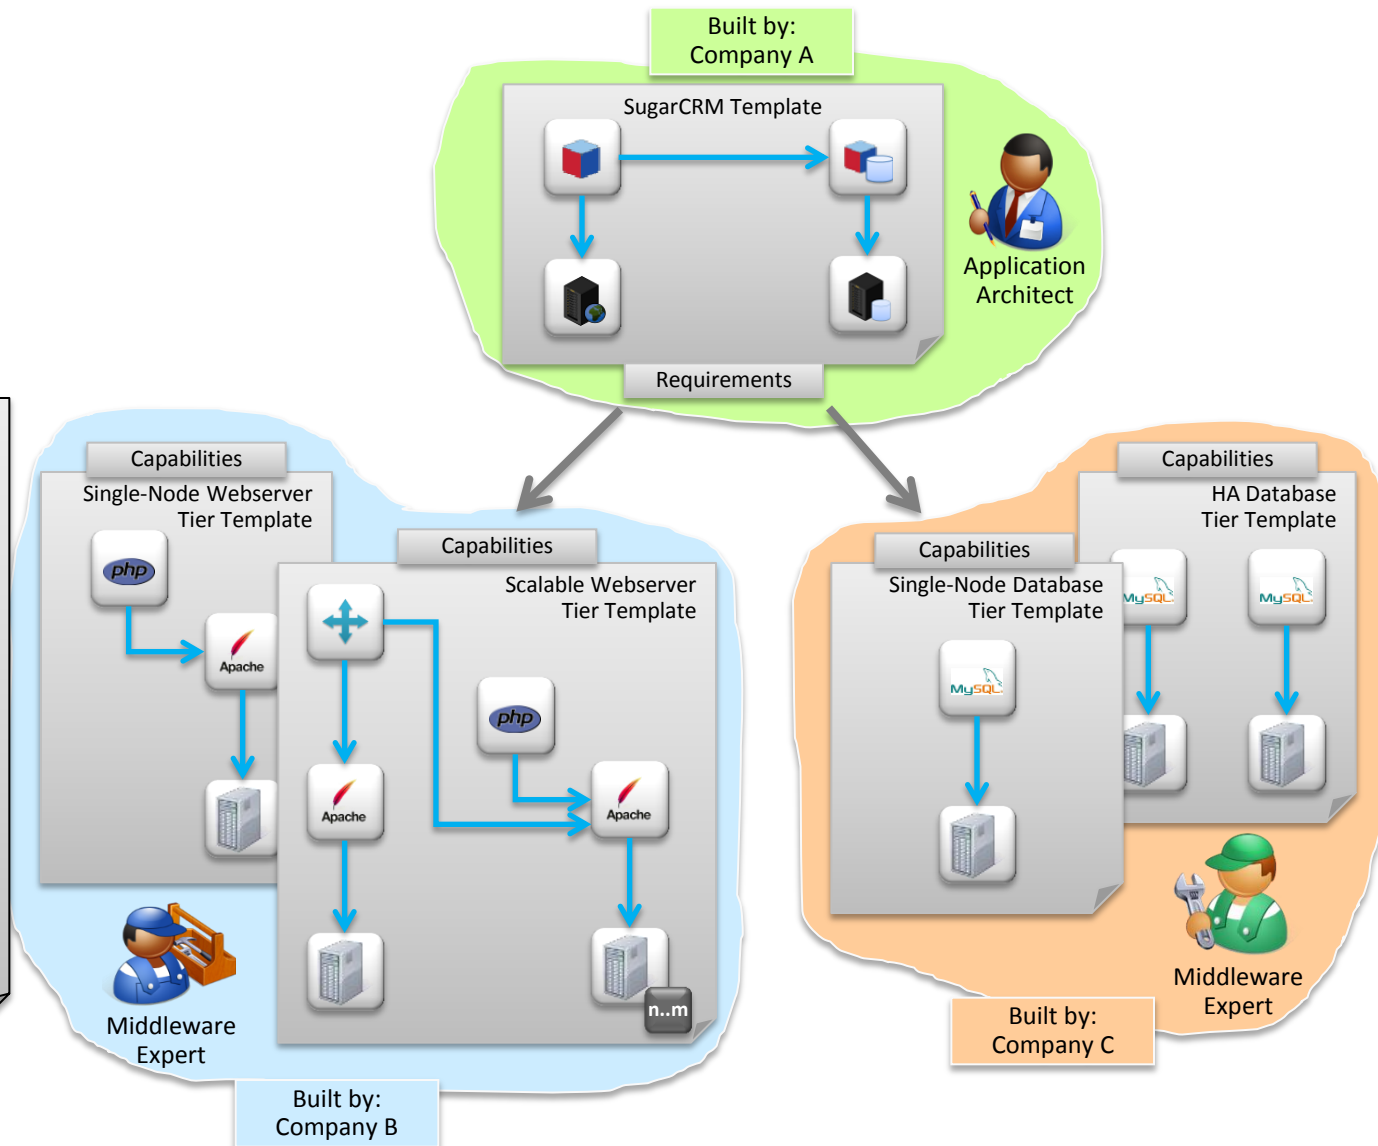 Built by:
Company A
SugarCRM Template
Application
Architect
Requirements
Capabilities
Single-Node Webserver
Tier Template
php
Apache
Capabilities
Scalable Webserver
Tier Template
php
Apache
Apache
n..m
Middleware
Expert
Built by:
Company B
Capabilities
HA Database
Tier Template
MySQL
MySQL
Capabilities
Single-Node Database
Tier Template
MySQL
Middleware
Expert
Built by:
Company C